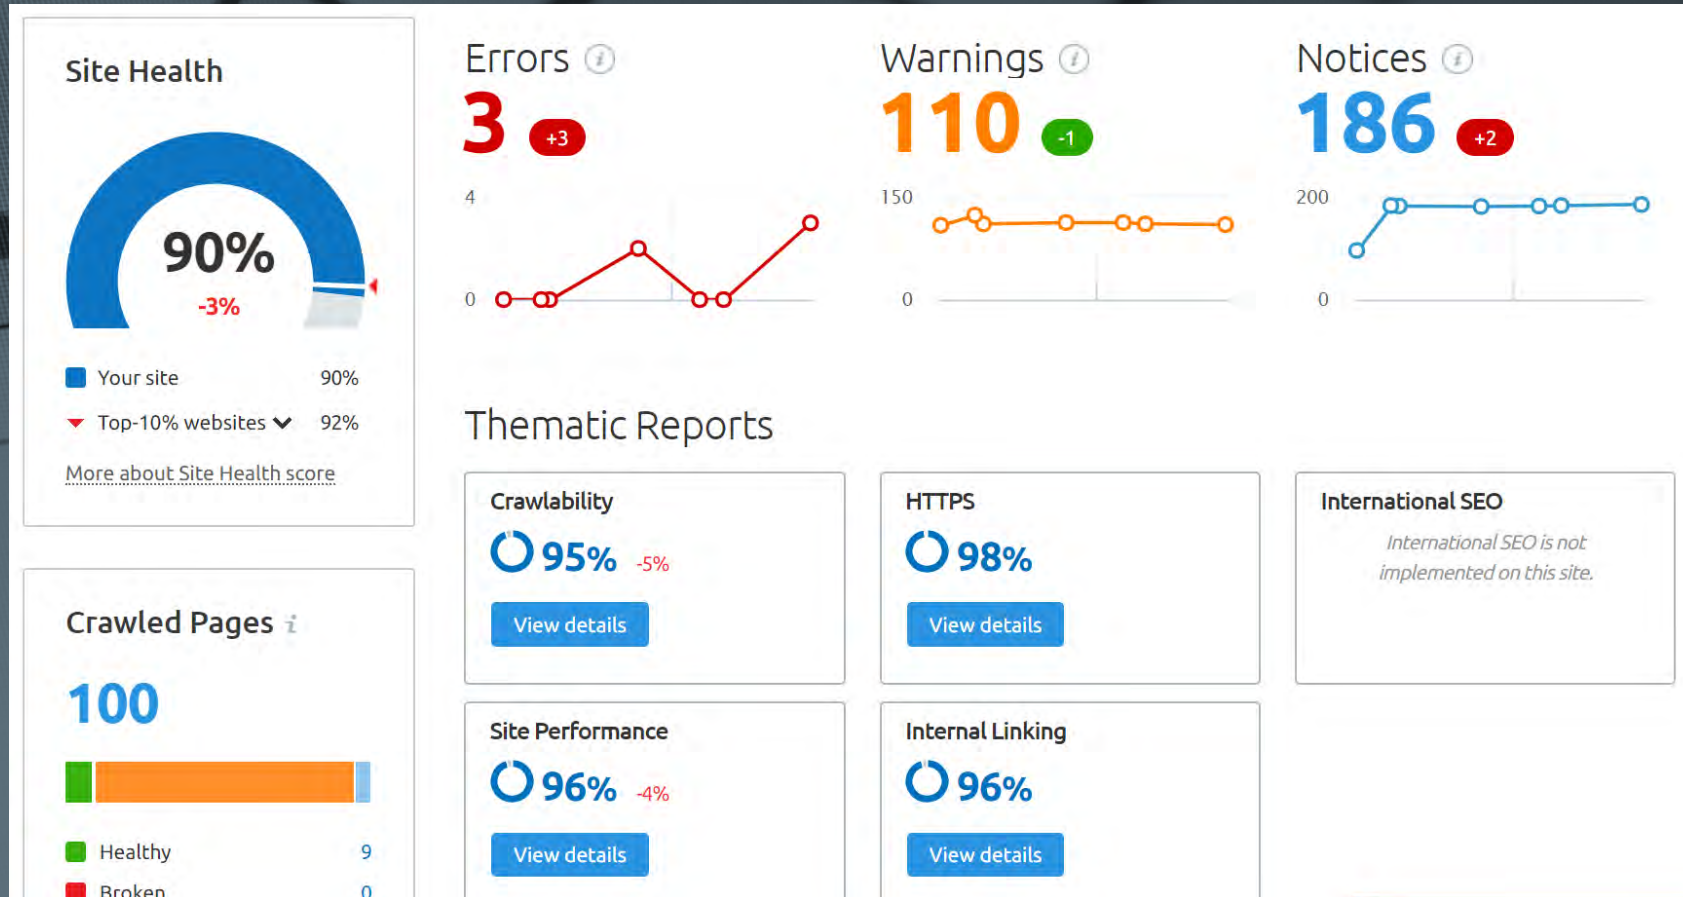 Site Health
90%
-3%
Your site 90%
Top-10% websites 92%
More about Site Health score
Crawled Pages i
100
Healthy 9
Broken 0
Errors i
3 +3
4
0
Warnings i
110 -1
150
0
Notices i
186 +2
200
0
Thematic Reports
Crawlability
95% -5%
View details
HTTPS
98%
View details
International SEO
International SEO is not
implemented on this site.
Site Performance
96% -4%
View details
Internal Linking
96%
View details